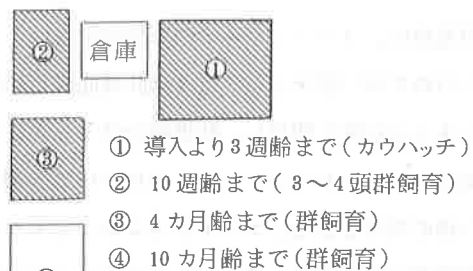 ②
倉庫
①
③
① 導入より3週齢まで(カウハッチ)
② 10週齢まで(3〜4頭群飼育)
③ 4カ月齢まで(群飼育)
④ 10カ月齢まで(群飼育)